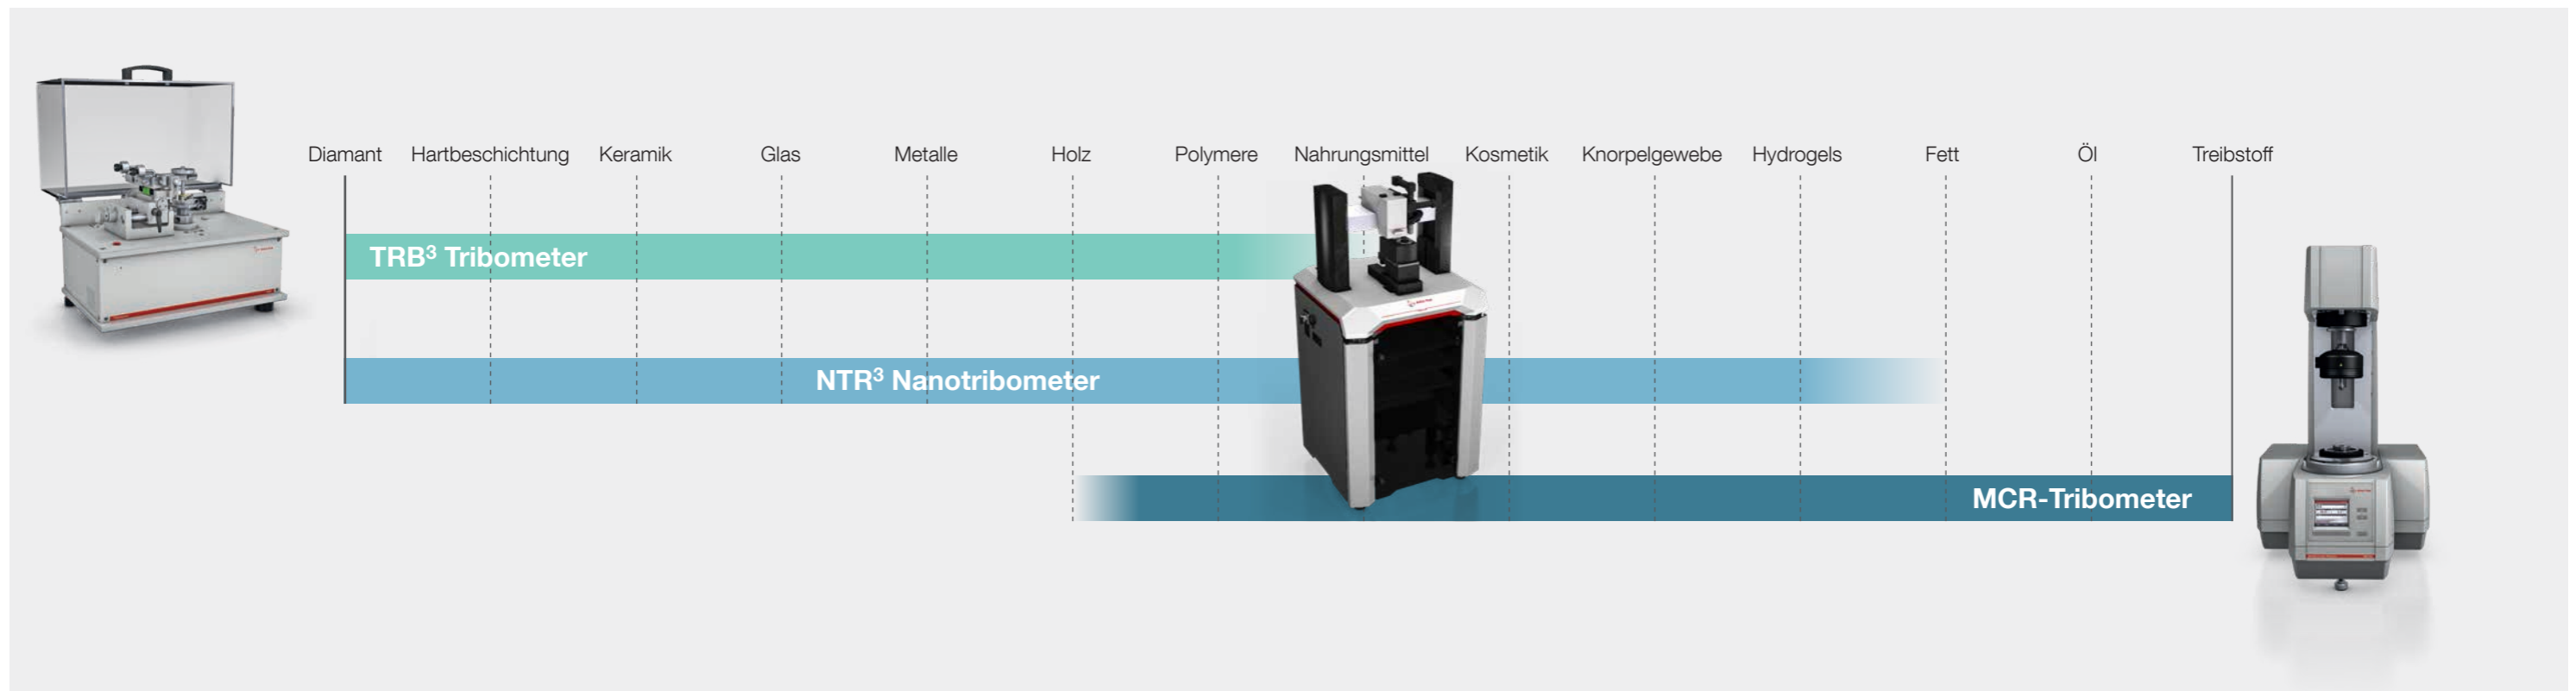 Diamant Hartbeschichtung Keramik Glas Metalle Holz Polymere Nahrungsmittel Kosmetik Knorpelgewebe Hydrogels Fett Öl Treibstoff
TRB³ Tribometer
NTR³ Nanotribometer
MCR-Tribometer